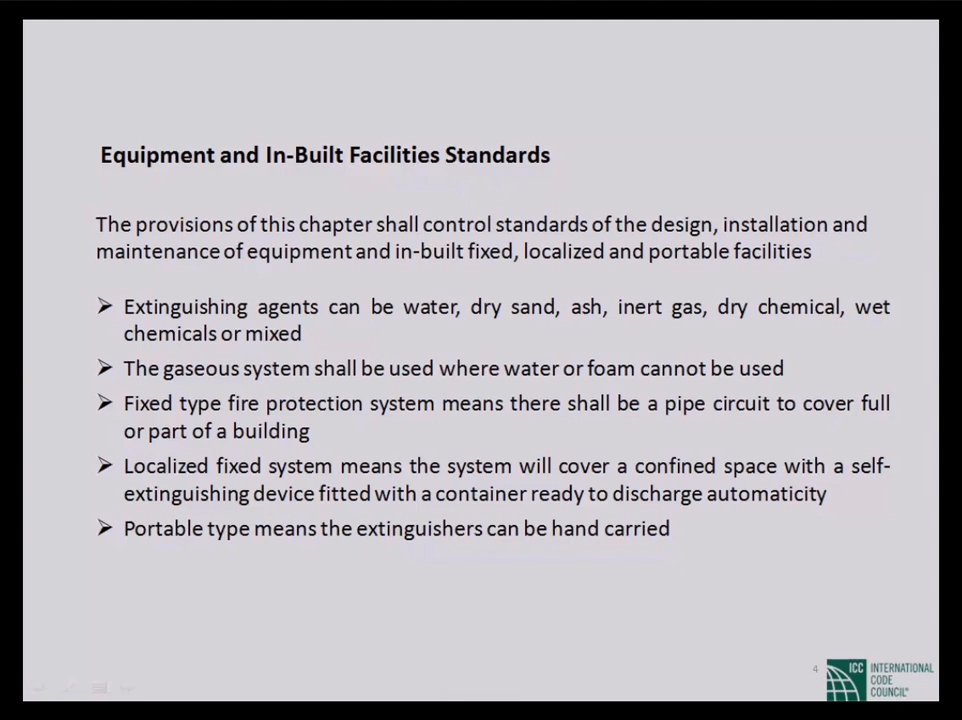 Equipment and In-Built Facilities Standards
The provisions of this chapter shall control standards of the design, installation and
maintenance of equipment and in-built fixed, localized and portable facilities
➢ Extinguishing agents can be water, dry sand, ash, inert gas, dry chemical, wet
chemicals or mixed
➢ The gaseous system shall be used where water or foam cannot be used
➢ Fixed type fire protection system means there shall be a pipe circuit to cover full
or part of a building
➢ Localized fixed system means the system will cover a confined space with a self-
extinguishing device fitted with a container ready to discharge automaticity
➢ Portable type means the extinguishers can be hand carried
4
ICC INTERNATIONAL
CODE
COUNCIL®